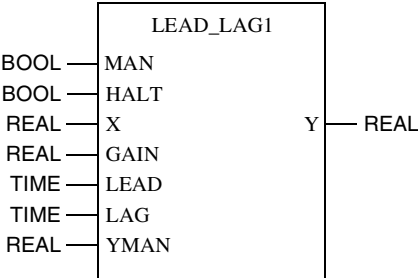 LEAD_LAG1
BOOL MAN
BOOL HALT
REAL X Y REAL
REAL GAIN
TIME LEAD
TIME LAG
REAL YMAN